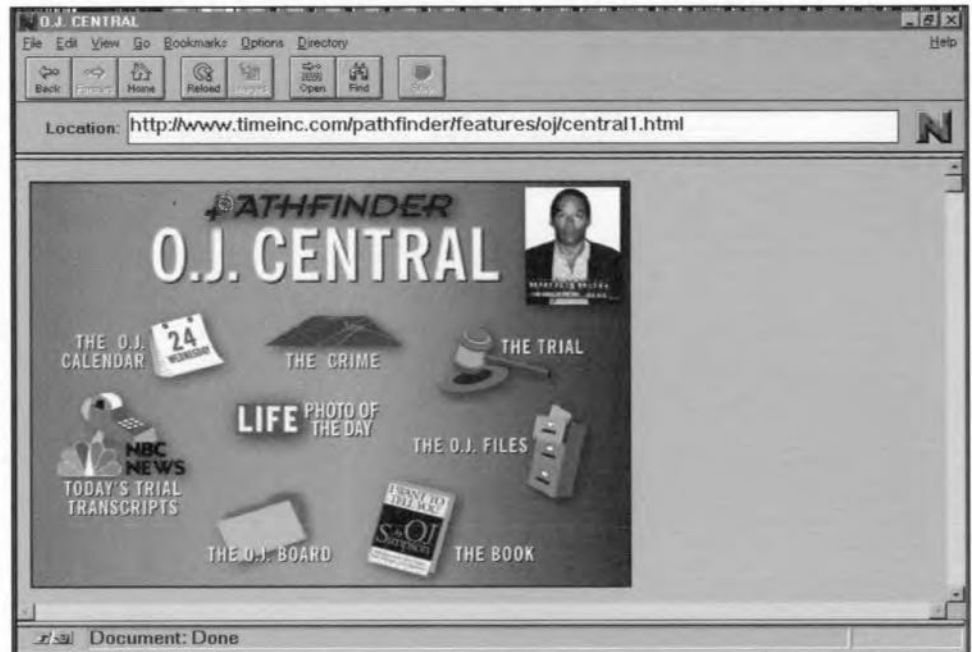 O.J. CENTRAL
File Edit View Go Bookmarks Options Directory Help
Back Forward Home Reload Images Open Find Stop
Location: http://www.timeinc.com/pathfinder/features/oj/central1.html
N
PATHFINDER
O.J. CENTRAL
THE O.J.
CALENDAR
24
WEDNESDAY
THE CRIME
THE TRIAL
LIFE PHOTO OF
THE DAY
THE O.J. FILES
NBC
NEWS
TODAY'S TRIAL
TRANSCRIPTS
THE O.J. BOARD
I WANT TO
TELL YOU
by OJ
Simpson
THE BOOK
Document: Done